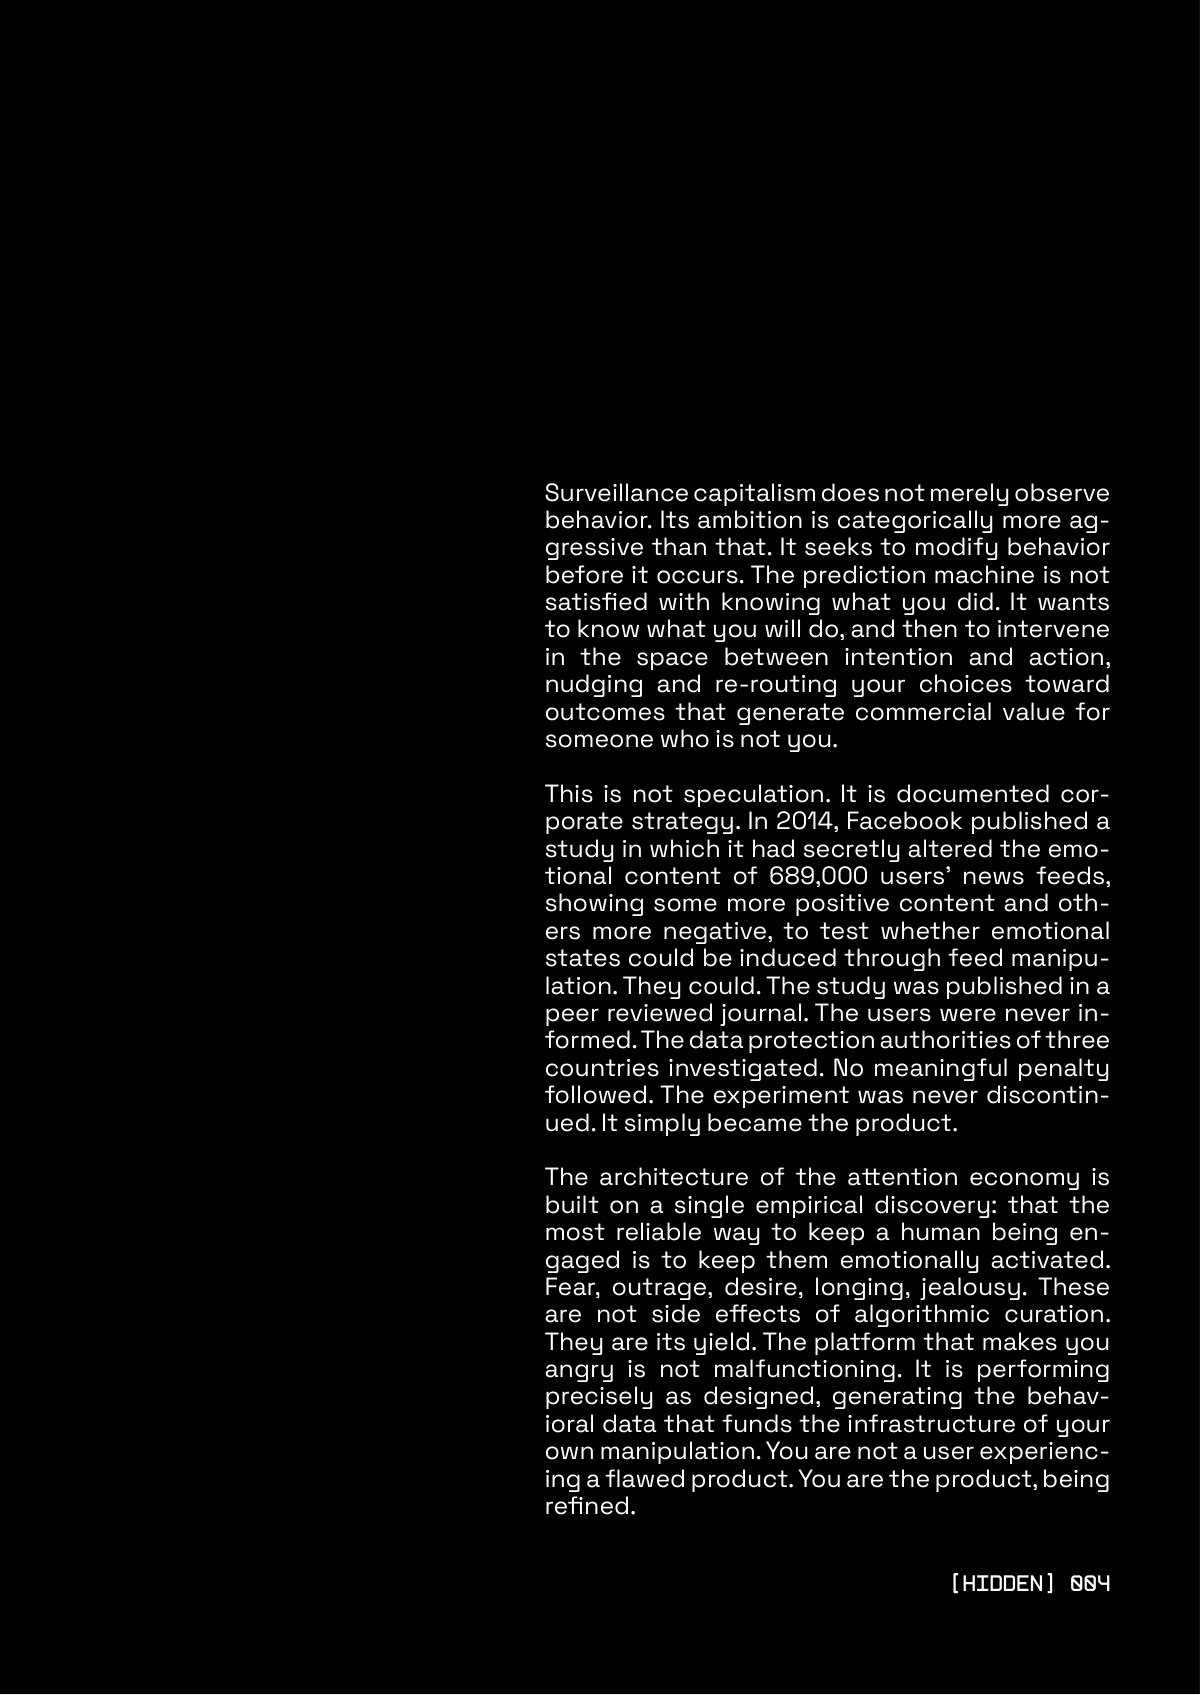 Surveillance capitalism does not merely observe
behavior. Its ambition is categorically more ag-
gressive than that. It seeks to modify behavior
before it occurs. The prediction machine is not
satisfied with knowing what you did. It wants
to know what you will do, and then to intervene
in the space between intention and action,
nudging and re-routing your choices toward
outcomes that generate commercial value for
someone who is not you.
This is not speculation. It is documented cor-
porate strategy. In 2014, Facebook published a
study in which it had secretly altered the emo-
tional content of 689,000 users’ news feeds,
showing some more positive content and oth-
ers more negative, to test whether emotional
states could be induced through feed manipu-
lation. They could. The study was published in a
peer reviewed journal. The users were never in-
formed. The data protection authorities of three
countries investigated. No meaningful penalty
followed. The experiment was never discontin-
ued. It simply became the product.
The architecture of the attention economy is
built on a single empirical discovery: that the
most reliable way to keep a human being en-
gaged is to keep them emotionally activated.
Fear, outrage, desire, longing, jealousy. These
are not side effects of algorithmic curation.
They are its yield. The platform that makes you
angry is not malfunctioning. It is performing
precisely as designed, generating the behav-
ioral data that funds the infrastructure of your
own manipulation. You are not a user experienc-
ing a flawed product. You are the product, being
refined.
[HIDDEN] 004